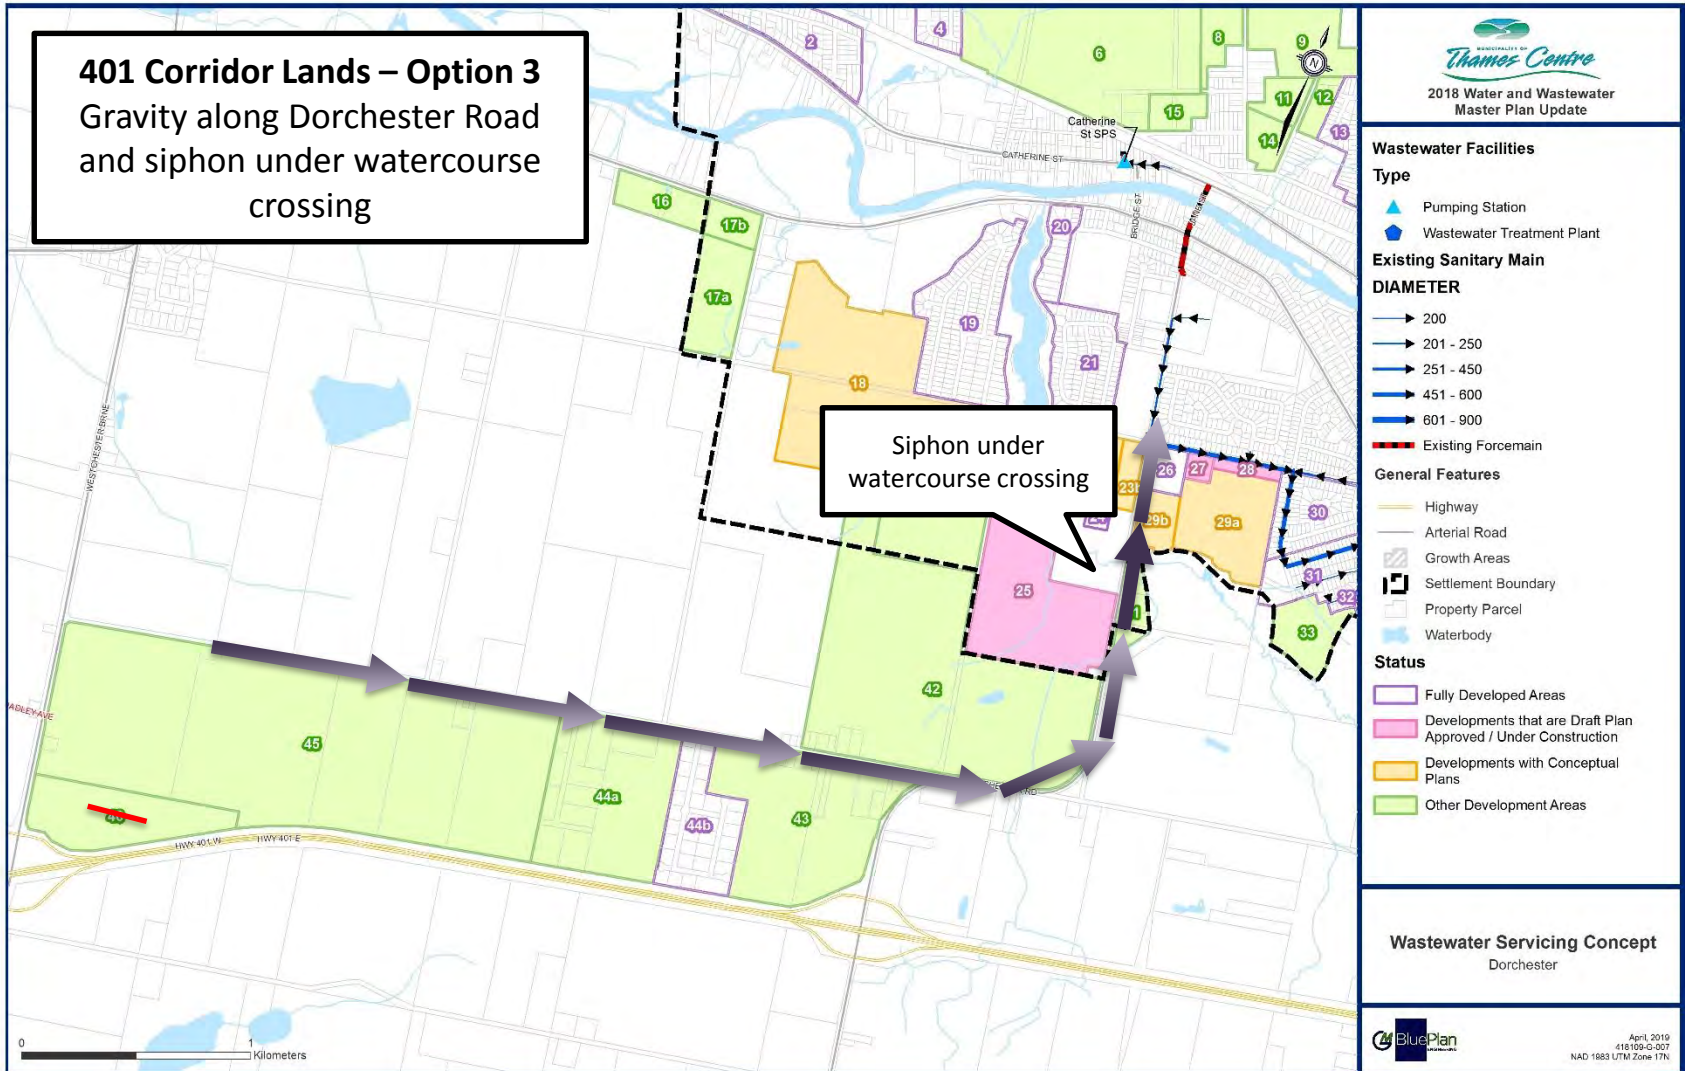 401 Corridor Lands – Option 3
Gravity along Dorchester Road
and siphon under watercourse
crossing
2
4
6
8
9
N
11
12
13
14
15
Catherine
St SPS
CATHERINE ST
BRIDGE ST
16
17b
17a
20
19
18
21
WESTCHESTER BRNE
Siphon under
watercourse crossing
23b
26
27
28
29b
29a
30
31
32
33
25
42
45
44a
44b
43
HWY 401 W
HWY 401 E
0
1
Kilometers
MUNICIPALITY OF
Thames Centre
2018 Water and Wastewater
Master Plan Update
Wastewater Facilities
Type
Pumping Station
Wastewater Treatment Plant
Existing Sanitary Main
DIAMETER
200
201 - 250
251 - 450
451 - 600
601 - 900
Existing Forcemain
General Features
Highway
Arterial Road
Growth Areas
Settlement Boundary
Property Parcel
Waterbody
Status
Fully Developed Areas
Developments that are Draft Plan
Approved / Under Construction
Developments with Conceptual
Plans
Other Development Areas
Wastewater Servicing Concept
Dorchester
GM BluePlan
April, 2019
418109-G-007
NAD 1983 UTM Zone 17N